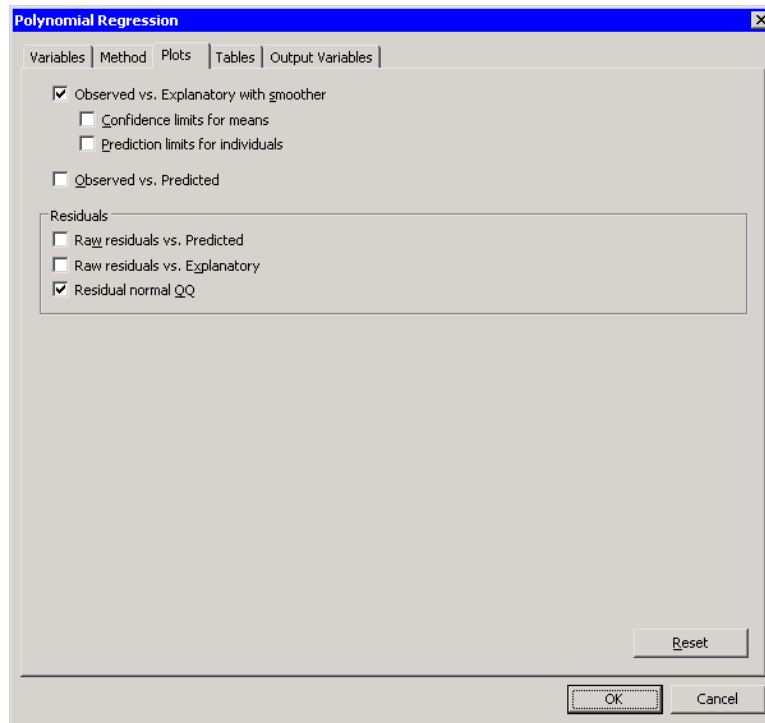 Polynomial Regression
Variables Method Plots Tables Output Variables
Observed vs. Explanatory with smoother
Confidence limits for means
Prediction limits for individuals
Observed vs. Predicted
Residuals
Raw residuals vs. Predicted
Raw residuals vs. Explanatory
Residual normal QQ
Reset
OK Cancel